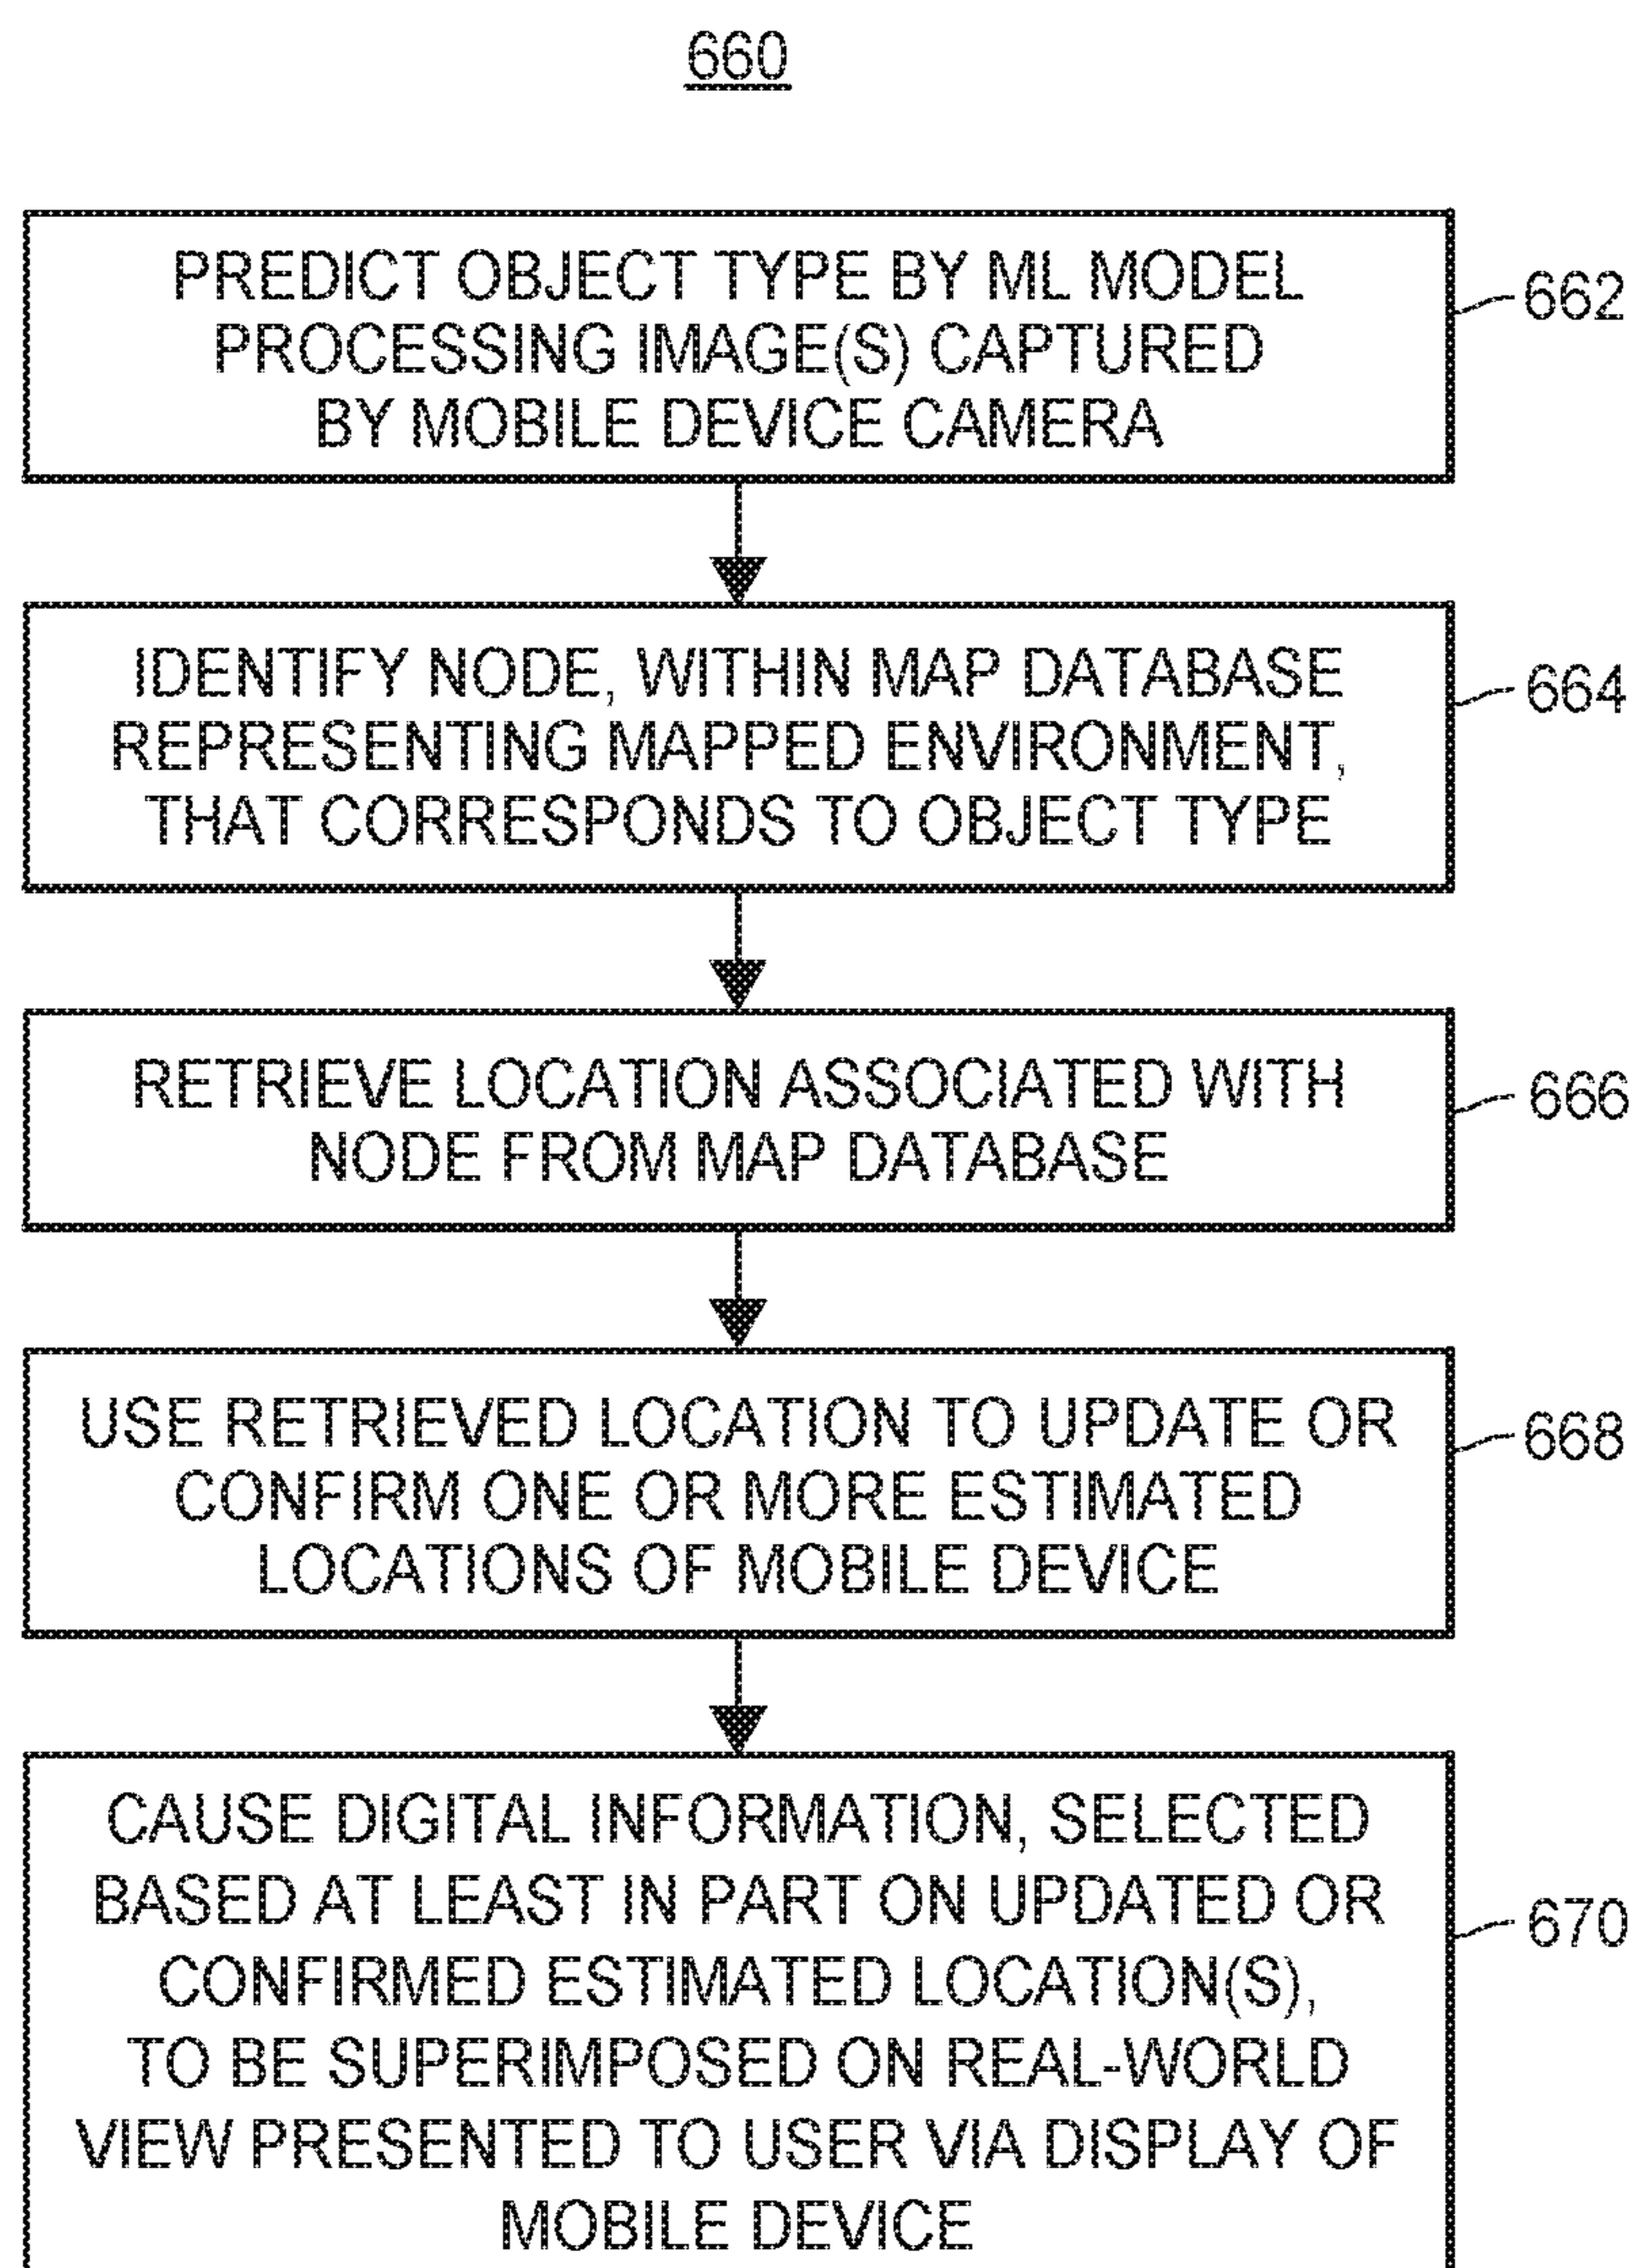 660
PREDICT OBJECT TYPE BY ML MODEL
PROCESSING IMAGE(S) CAPTURED
BY MOBILE DEVICE CAMERA
662
IDENTIFY NODE, WITHIN MAP DATABASE
REPRESENTING MAPPED ENVIRONMENT,
THAT CORRESPONDS TO OBJECT TYPE
664
RETRIEVE LOCATION ASSOCIATED WITH
NODE FROM MAP DATABASE
666
USE RETRIEVED LOCATION TO UPDATE OR
CONFIRM ONE OR MORE ESTIMATED
LOCATIONS OF MOBILE DEVICE
668
CAUSE DIGITAL INFORMATION, SELECTED
BASED AT LEAST IN PART ON UPDATED OR
CONFIRMED ESTIMATED LOCATION(S),
TO BE SUPERIMPOSED ON REAL-WORLD
VIEW PRESENTED TO USER VIA DISPLAY OF
MOBILE DEVICE
670